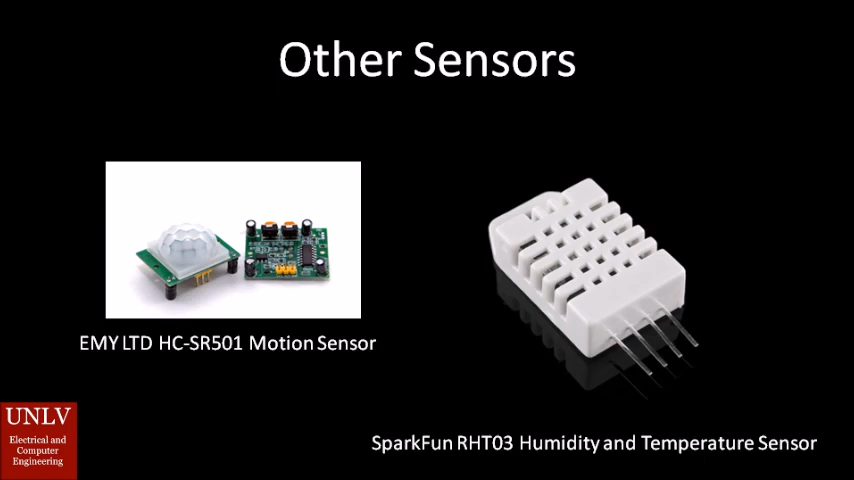 Other Sensors
EMY LTD HC-SR501 Motion Sensor
SparkFun RHT03 Humidity and Temperature Sensor
UNLV
Electrical and
Computer
Engineering